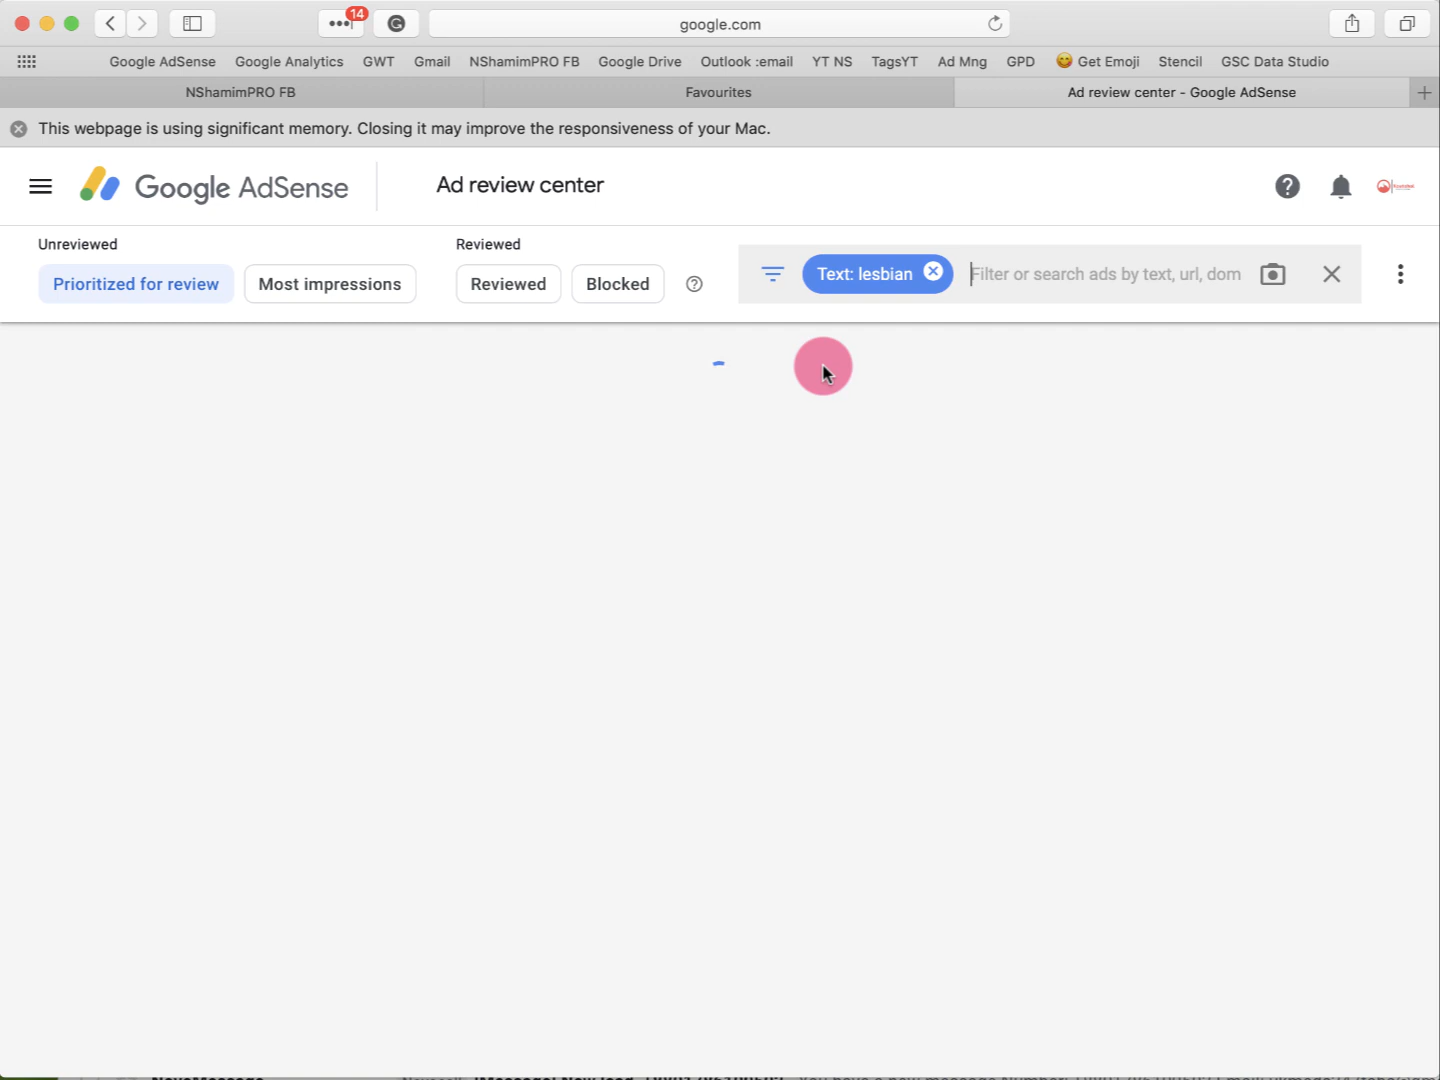 14
google.com
Google AdSense Google Analytics GWT Gmail NShamimPRO FB Google Drive Outlook :email YT NS TagsYT Ad Mng GPD 😋 Get Emoji Stencil GSC Data Studio
NShamimPRO FB Favourites Ad review center - Google AdSense
This webpage is using significant memory. Closing it may improve the responsiveness of your Mac.
Google AdSense Ad review center
Unreviewed Reviewed
Prioritized for review Most impressions Reviewed Blocked Text: lesbian Filter or search ads by text, url, dom